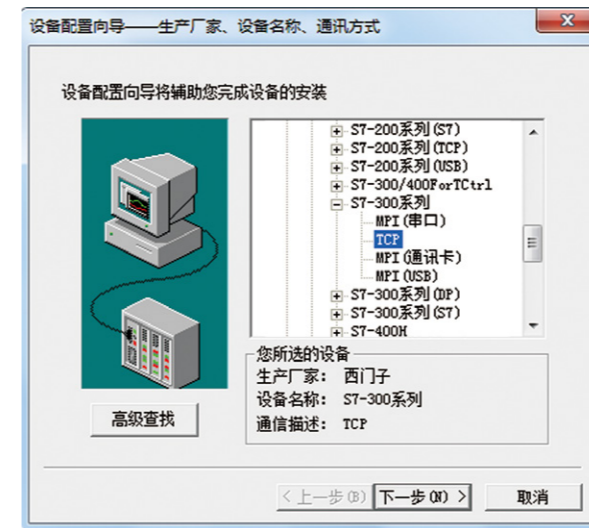 设备配置向导——生产厂家、设备名称、通讯方式
设备配置向导将辅助您完成设备的安装
S7-200系列(S7)
S7-200系列(TCP)
S7-200系列(USB)
S7-300/400ForTCtrl
S7-300系列
MPI(串口)
TCP
MPI(通讯卡)
MPI(USB)
S7-300系列(DP)
S7-300系列(S7)
S7-400H
高级查找
您所选的设备
生产厂家： 西门子
设备名称： S7-300系列
通信描述： TCP
<上一步(B)
下一步(N) >
取消